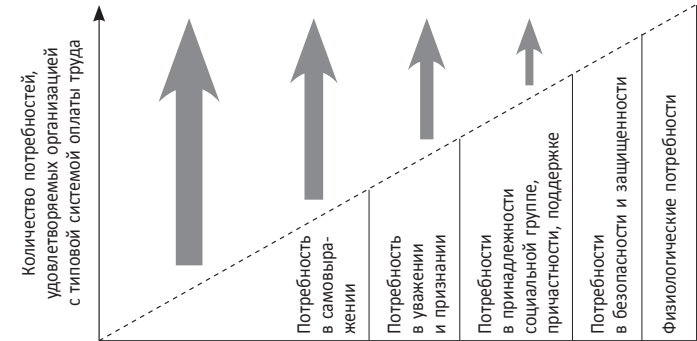 Количество потребностей,
удовлетворяемых организацией
с типовой системой оплаты труда
Потребность
в самовыра-
жении
Потребность
в уважении
и признании
Потребности
в принадлежности
социальной группе,
причастности, поддержке
Потребности
в безопасности и защищенности
Физиологические потребности